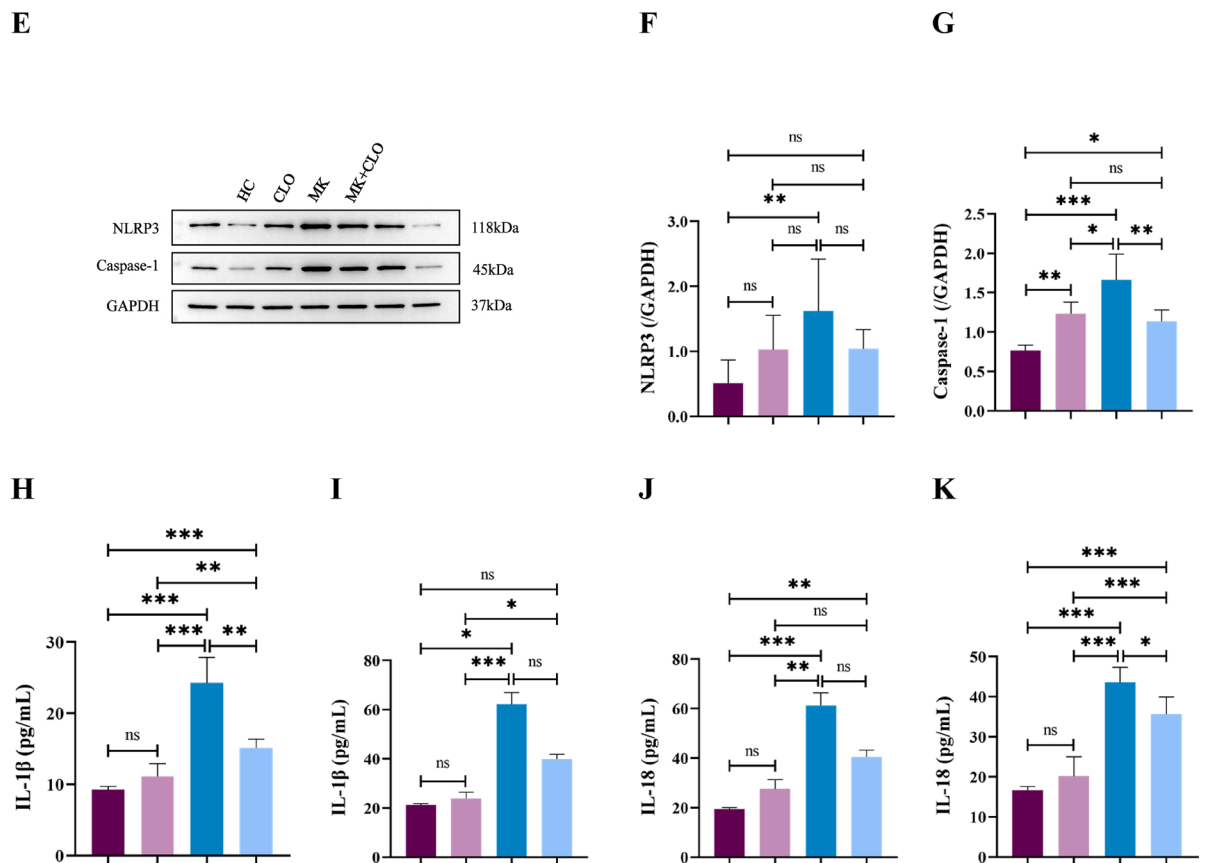 E
F
G
HC CLO MK MK+CLO
NLRP3 118kDa
Caspase-1 45kDa
GAPDH 37kDa
ns
ns
**
ns ns
ns
3.0
2.0
1.0
0.0
NLRP3 (/GAPDH)
*
ns
***
* **
**
2.5
2.0
1.5
1.0
0.5
0.0
Caspase-1 (/GAPDH)
H
I
J
K
***
**
***
*** **
ns
30
20
10
0
IL-1β (pg/mL)
ns
*
*
*** ns
ns
80
60
40
20
0
IL-1β (pg/mL)
**
ns
***
** ns
ns
80
60
40
20
0
IL-18 (pg/mL)
***
***
***
*** *
ns
50
40
30
20
10
0
IL-18 (pg/mL)